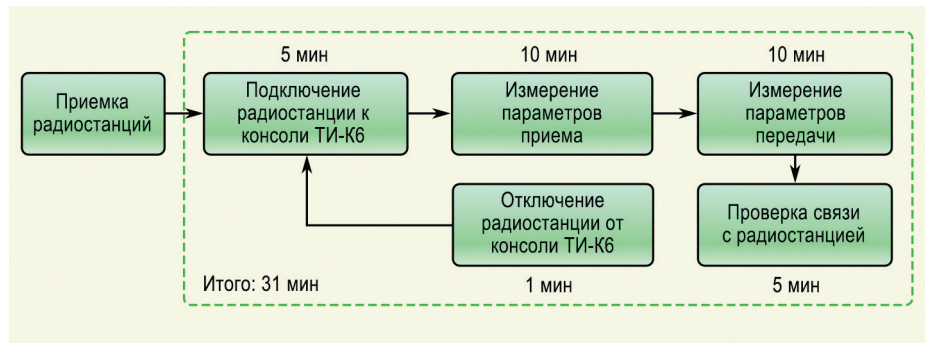 5 мин
10 мин
10 мин
Приемка
радиостанций
Подключение
радиостанции к
консоли ТИ-К6
Измерение
параметров
приема
Измерение
параметров
передачи
Отключение
радиостанции от
консоли ТИ-К6
Проверка связи
с радиостанцией
Итого: 31 мин
1 мин
5 мин